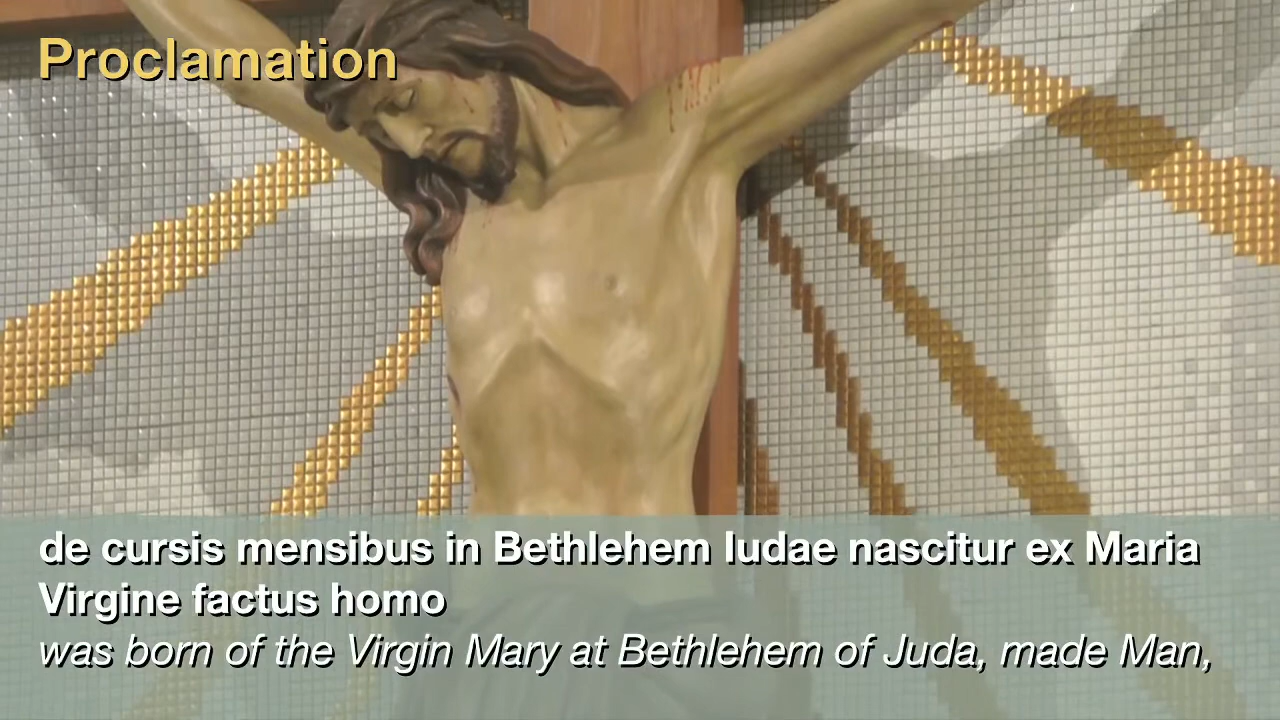 Proclamation
de cursis mensibus in Bethlehem Iudae nascitur ex Maria
Virgine factus homo
was born of the Virgin Mary at Bethlehem of Juda, made Man,